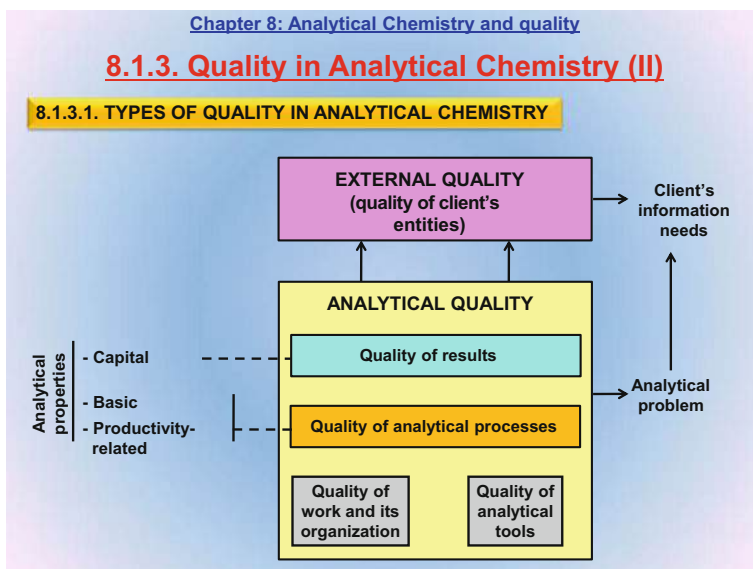 Chapter 8: Analytical Chemistry and quality
8.1.3. Quality in Analytical Chemistry (II)
8.1.3.1. TYPES OF QUALITY IN ANALYTICAL CHEMISTRY
EXTERNAL QUALITY
(quality of client's
entities)
Client's
information
needs
ANALYTICAL QUALITY
Analytical
properties
- Capital
- Basic
- Productivity-
related
Quality of results
Quality of analytical processes
Analytical
problem
Quality of
work and its
organization
Quality of
analytical
tools